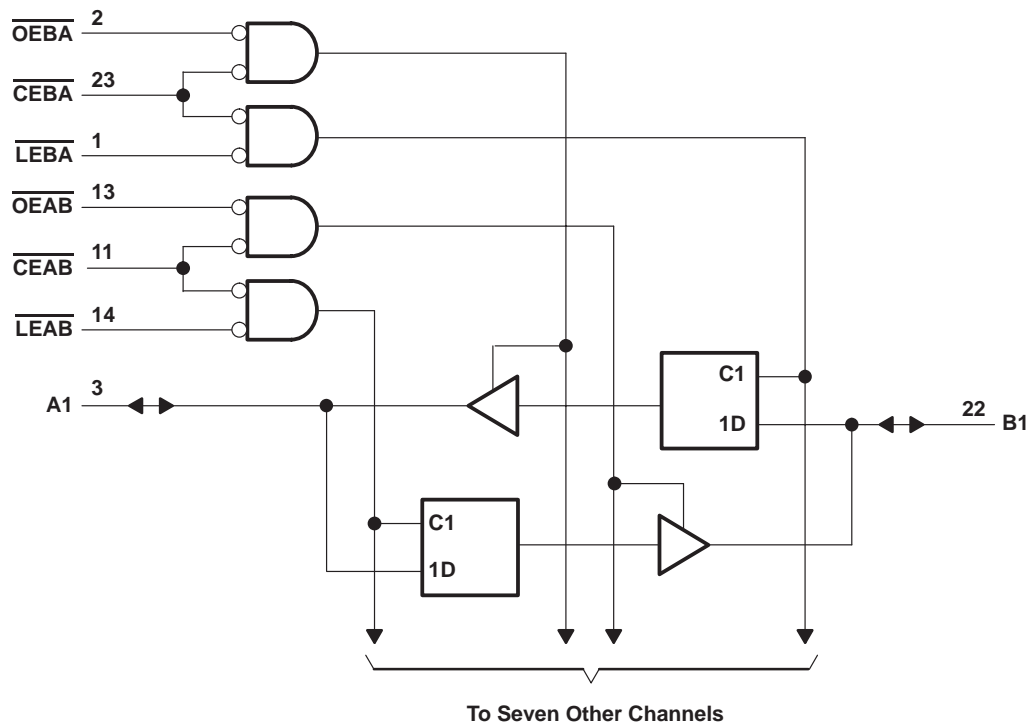 OEBA 2
CEBA 23
LEBA 1
OEAB 13
CEAB 11
LEAB 14
A1 3
C1
1D
22 B1
C1
1D
To Seven Other Channels